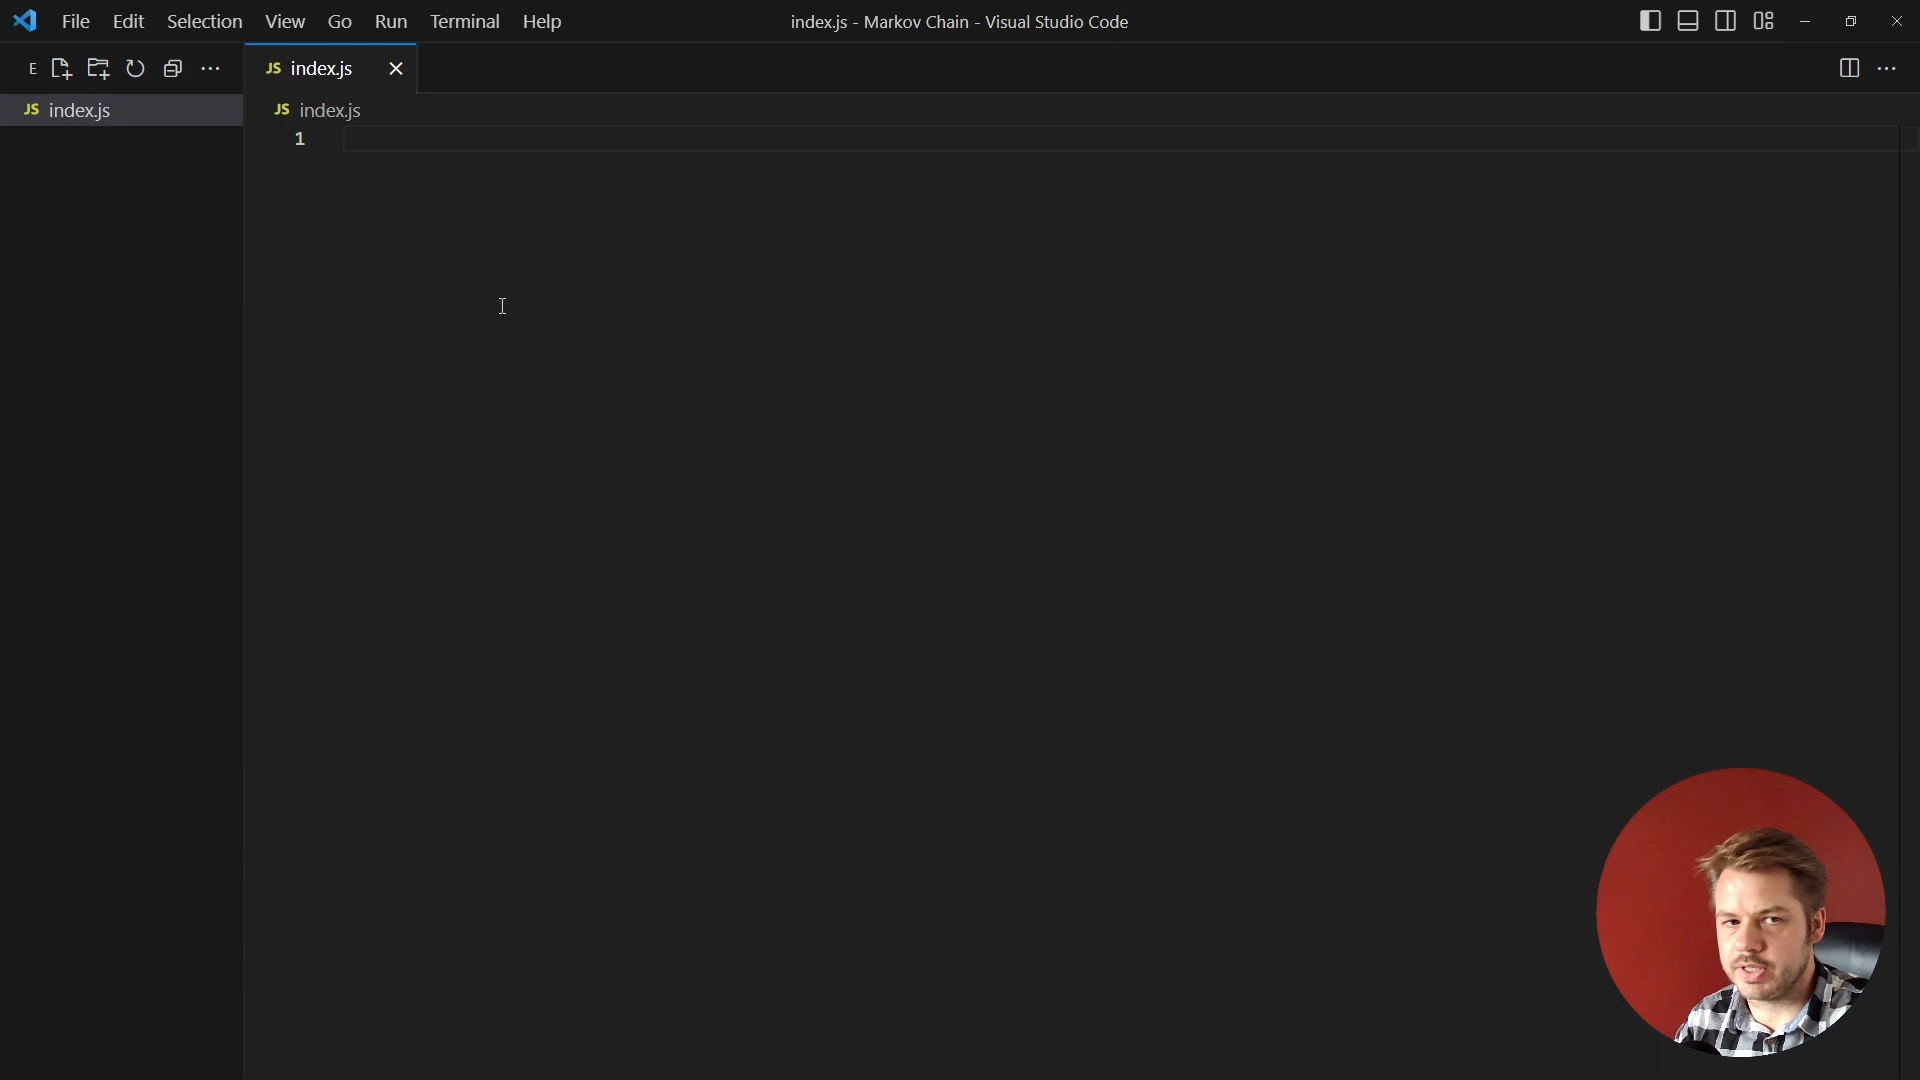 File Edit Selection View Go Run Terminal Help
index.js - Markov Chain - Visual Studio Code
E
JS index.js
JS index.js
JS index.js
1